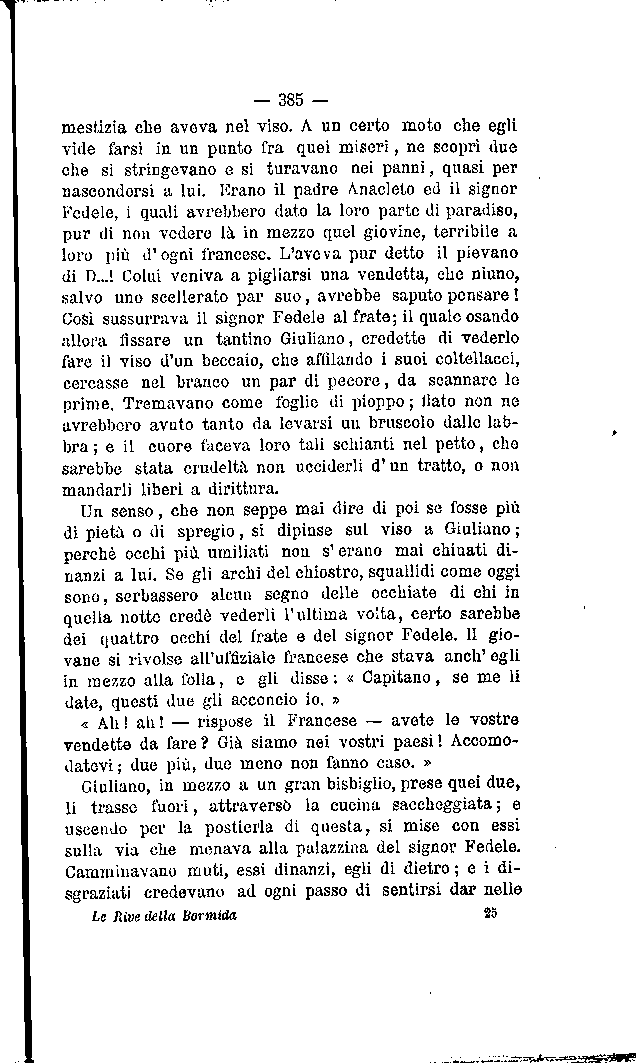 — 385 —
mestizia che aveva nel viso. A un certo moto che egli
vide farsi in un punto fra quei miseri, ne scoprì due
che si stringevano e si turavano nei panni, quasi per
nascondersi a lui. Erano il padre Anacleto ed il signor
Fedele, i quali avrebbero dato la loro parte di paradiso,
pur di non vedere là in mezzo quel giovine, terribile a
loro più d'ogni francese. L'aveva pur detto il pievano
di D...! Colui veniva a pigliarsi una vendetta, che niuno,
salvo uno scellerato par suo, avrebbe saputo pensare!
Così sussurrava il signor Fedele al frate; il quale osando
allora fissare un tantino Giuliano, credette di vederlo
fare il viso d'un beccaio, che affilando i suoi coltellacci,
cercasse nel branco un par di pecore, da scannare le
prime. Tremavano come foglie di pioppo; fiato non ne
avrebbero avuto tanto da levarsi un bruscolo dalle lab-
bra; e il cuore faceva loro tali schianti nel petto, che
sarebbe stata crudeltà non ucciderli d'un tratto, o non
mandarli liberi a dirittura.
Un senso, che non seppe mai dire di poi se fosse più
di pietà o di spregio, si dipinse sul viso a Giuliano;
perchè occhi più umiliati non s'erano mai chinati di-
nanzi a lui. Se gli archi del chiostro, squallidi come oggi
sono, serbassero alcun segno delle occhiate di chi in
quella notte credè vederli l'ultima volta, certo sarebbe
dei quattro occhi del frate e del signor Fedele. Il gio-
vane si rivolse all'uffiziale francese che stava anch'egli
in mezzo alla folla, e gli disse: « Capitano, se me li
date, questi due gli acconcio io. »
« Ah! ah! — rispose il Francese — avete le vostre
vendette da fare? Già siamo nei vostri paesi! Accomo-
datevi; due più, due meno non fanno caso. »
Giuliano, in mezzo a un gran bisbiglio, prese quei due,
li trasse fuori, attraversò la cucina saccheggiata; e
uscendo per la postierla di questa, si mise con essi
sulla via che menava alla palazzina del signor Fedele.
Camminavano muti, essi dinanzi, egli di dietro; e i di-
sgraziati credevano ad ogni passo di sentirsi dar nelle
Le Rive della Bormida 25